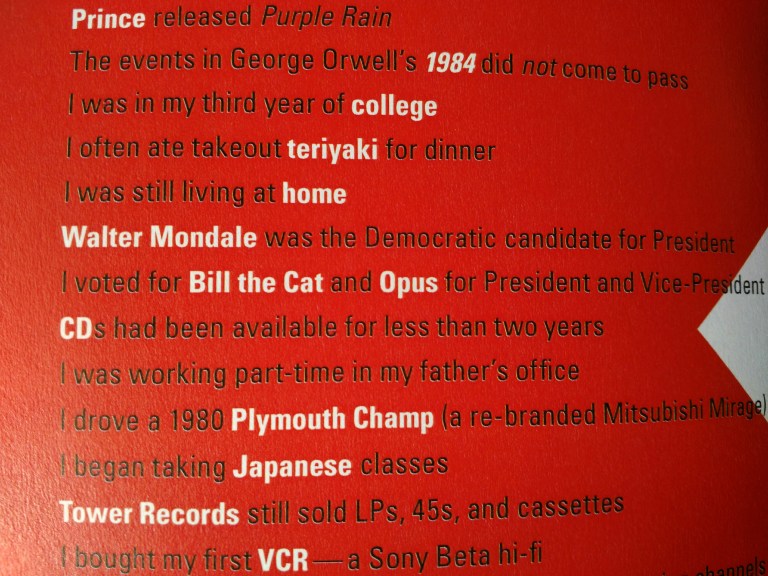 Prince released Purple Rain
The events in George Orwell's 1984 did not come to pass
I was in my third year of college
I often ate takeout teriyaki for dinner
I was still living at home
Walter Mondale was the Democratic candidate for President
I voted for Bill the Cat and Opus for President and Vice-President
CDs had been available for less than two years
I was working part-time in my father's office
I drove a 1980 Plymouth Champ (a re-branded Mitsubishi Mirage)
I began taking Japanese classes
Tower Records still sold LPs, 45s, and cassettes
I bought my first VCR—a Sony Beta hi-fi
channels